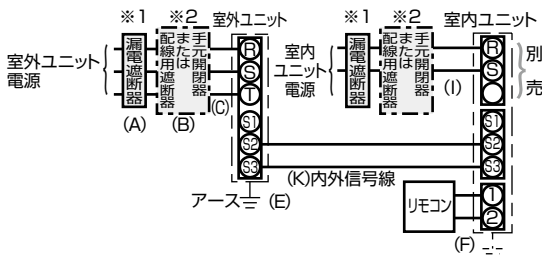 ※1
※2
室外ユニット
※1
※2
室内ユニット
室外ユニット
電源
漏電遮断器
配線用遮断器
または
手元開閉器
R
S
T
S1
S2
S3
(A)
(B)
(C)
アース
(E)
室内
ユニット
電源
漏電遮断器
配線用遮断器
または
手元開閉器
(I)
R
S
別売
S1
S2
S3
(K)内外信号線
リモコン
1
2
(F)